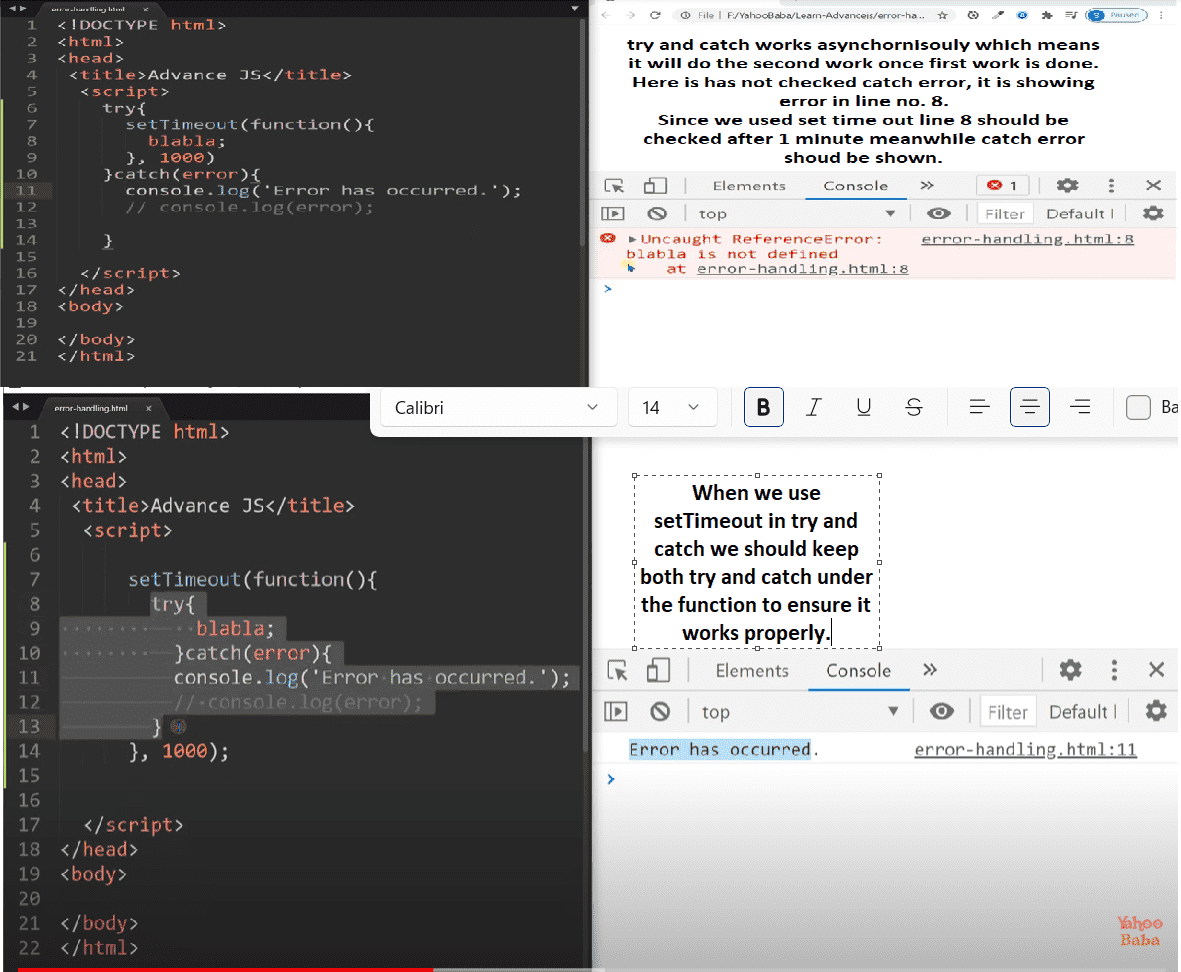 error-handling.html x
1 <!DOCTYPE html>
2 <html>
3 <head>
4 <title>Advance JS</title>
5 <script>
6 try{
7 setTimeout(function(){
8 blabla;
9 }, 1000)
10 }catch(error){
11 console.log('Error has occurred.');
12 // console.log(error);
13
14 }
15
16 </script>
17 </head>
18 <body>
19
20 </body>
21 </html>
File | F:/YahooBaba/Learn-Advancejs/error-ha...
Paused
try and catch works asynchornisouly which means
it will do the second work once first work is done.
Here is has not checked catch error, it is showing
error in line no. 8.
Since we used set time out line 8 should be
checked after 1 minute meanwhile catch error
shoud be shown.
Elements Console >> 1
top Filter Default l
Uncaught ReferenceError: error-handling.html:8
blabla is not defined
at error-handling.html:8
>
Calibri 14 B I U S Ba
error-handling.html x
1 <!DOCTYPE html>
2 <html>
3 <head>
4 <title>Advance JS</title>
5 <script>
6
7 setTimeout(function(){
8 try{
9 blabla;
10 }catch(error){
11 console.log('Error has occurred.');
12 // console.log(error);
13 }
14 }, 1000);
15
16
17 </script>
18 </head>
19 <body>
20
21 </body>
22 </html>
When we use
setTimeout in try and
catch we should keep
both try and catch under
the function to ensure it
works properly.
Elements Console >>
top Filter Default l
Error has occurred. error-handling.html:11
>
Yahoo
Baba